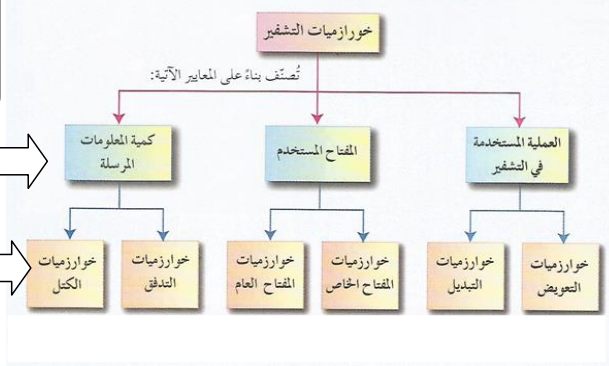 خورازميات التشفير
تُصنّف بناءً على المعايير الآتية:
العملية المستخدمة
في التشفير
المفتاح المستخدم
كمية المعلومات
المرسلة
خوارزميات
التعويض
خوارزميات
التبديل
خوارزميات
المفتاح الخاص
خوارزميات
المفتاح العام
خوارزميات
التدفق
خوارزميات
الكتل